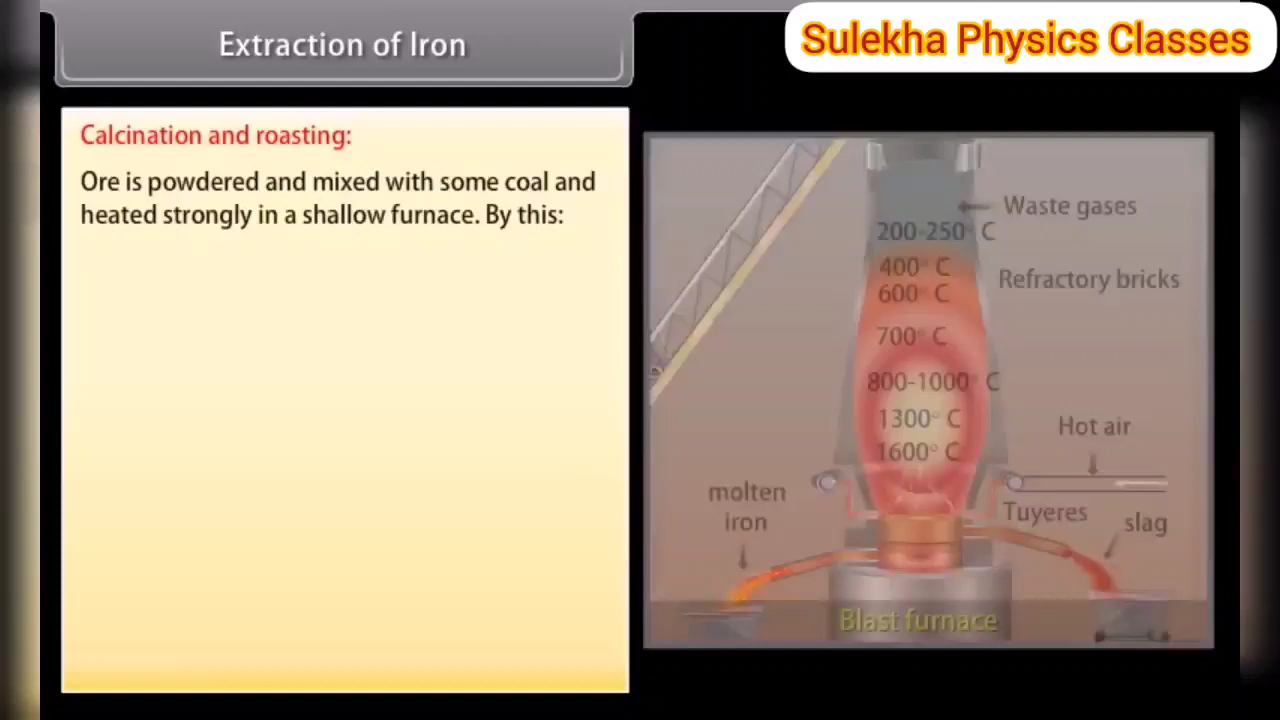 Extraction of Iron
Sulekha Physics Classes
Calcination and roasting:
Ore is powdered and mixed with some coal and
heated strongly in a shallow furnace. By this:
Waste gases
200-250° C
400° C
Refractory bricks
600° C
700° C
800-1000° C
1300° C
Hot air
1600° C
molten
iron
Tuyeres
slag
Blast furnace